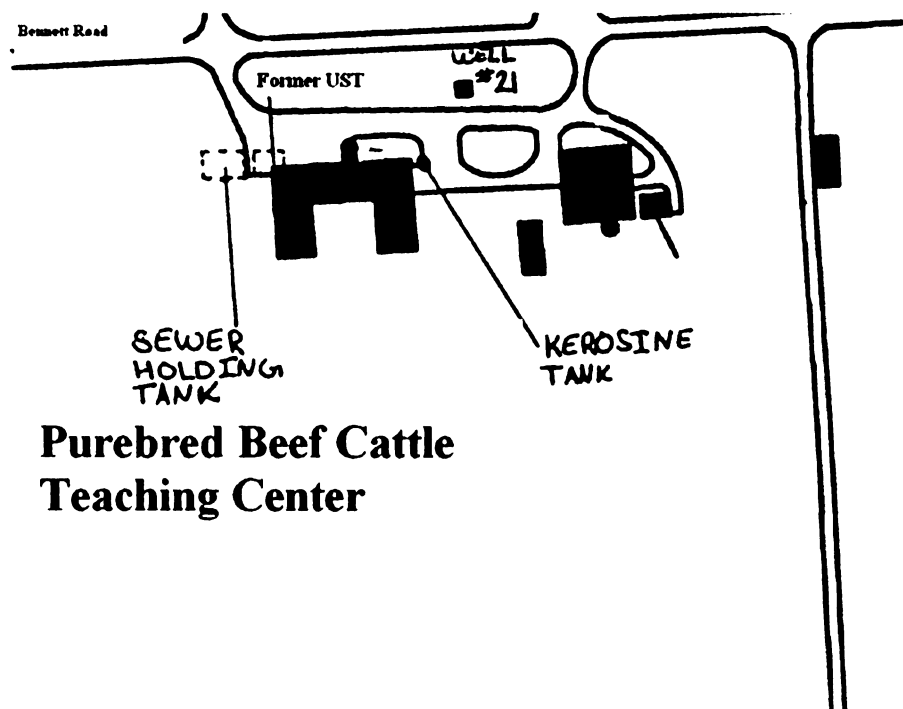 Bennett Road
WELL
#21
Former UST
SEWER
HOLDING
TANK
KEROSINE
TANK
Purebred Beef Cattle
Teaching Center